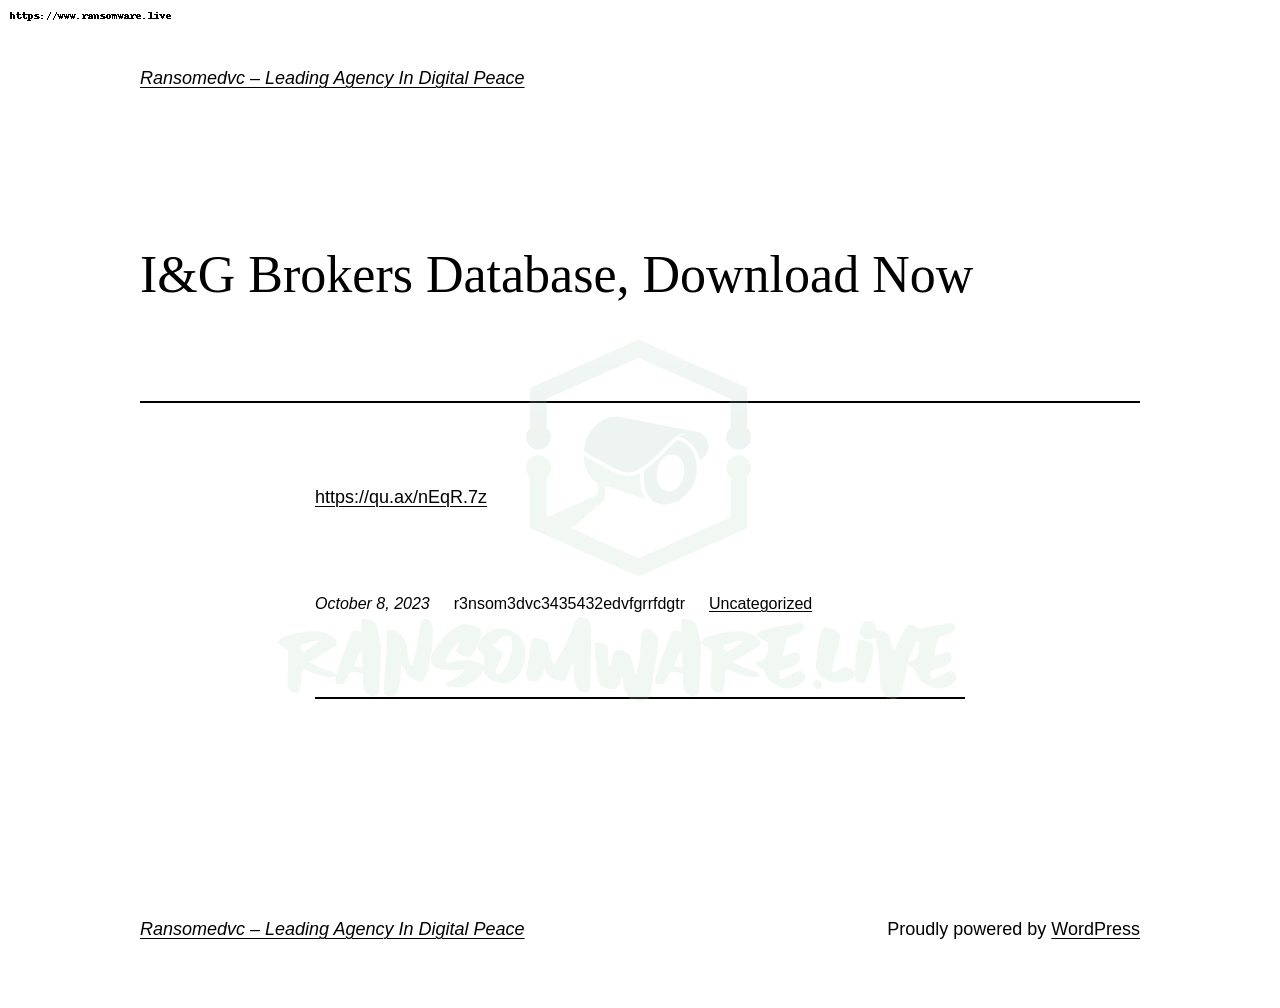 https://www.ransomware.live
Ransomedvc – Leading Agency In Digital Peace
I&G Brokers Database, Download Now
https://qu.ax/nEqR.7z
October 8, 2023 r3nsom3dvc3435432edvfgrrfdgtr Uncategorized
RANSOMWARE.LIVE
Ransomedvc – Leading Agency In Digital Peace Proudly powered by WordPress